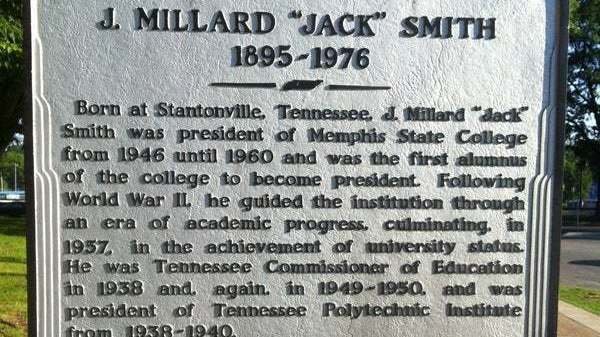 J. MILLARD "JACK" SMITH
1895-1976
Born at Stantonville, Tennessee, J. Millard "Jack"
Smith was president of Memphis State College
from 1946 until 1960 and was the first alumnus
of the college to become president. Following
World War II, he guided the institution through
an era of academic progress, culminating, in
1957, in the achievement of university status.
He was Tennessee Commissioner of Education
in 1938 and, again, in 1949-1950, and was
president of Tennessee Polytechnic Institute
from 1938-1940.